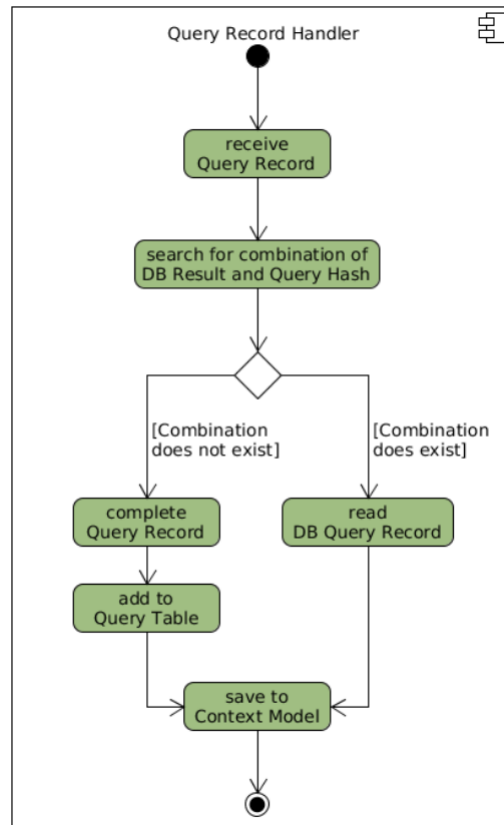 Query Record Handler
receive
Query Record
search for combination of
DB Result and Query Hash
[Combination
does not exist]
[Combination
does exist]
complete
Query Record
read
DB Query Record
add to
Query Table
save to
Context Model